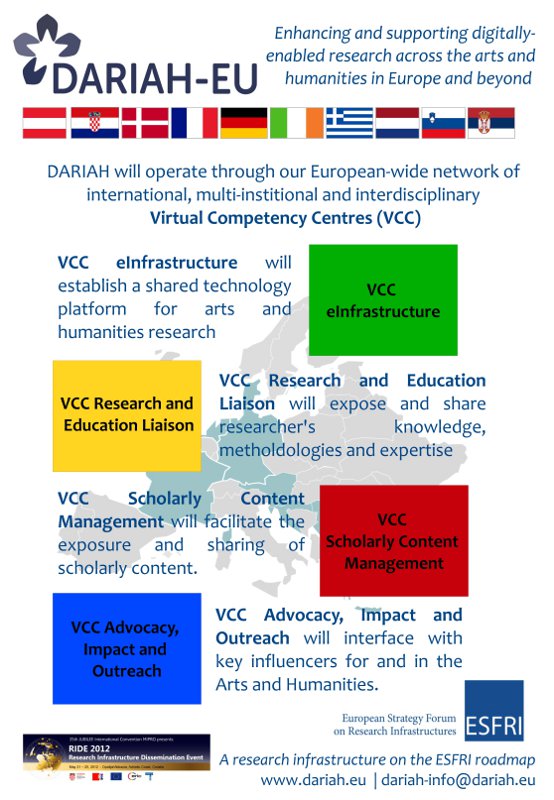 DARIAH-EU
Enhancing and supporting digitally-
enabled research across the arts and
humanities in Europe and beyond
DARIAH will operate through our European-wide network of
international, multi-institional and interdisciplinary
Virtual Competency Centres (VCC)
VCC eInfrastructure will
establish a shared technology
platform for arts and
humanities research
VCC
eInfrastructure
VCC Research and
Education Liaison
VCC Research and Education
Liaison will expose and share
researcher's knowledge,
metholdologies and expertise
VCC Scholarly Content
Management will facilitate the
exposure and sharing of
scholarly content.
VCC
Scholarly Content
Management
VCC Advocacy,
Impact and
Outreach
VCC Advocacy, Impact and
Outreach will interface with
key influencers for and in the
Arts and Humanities.
European Strategy Forum
on Research Infrastructures
ESFRI
35th JUBILEE International Convention MIPRO presents
RIDE 2012
Research Infrastructure Dissemination Event
A research infrastructure on the ESFRI roadmap
www.dariah.eu | dariah-info@dariah.eu